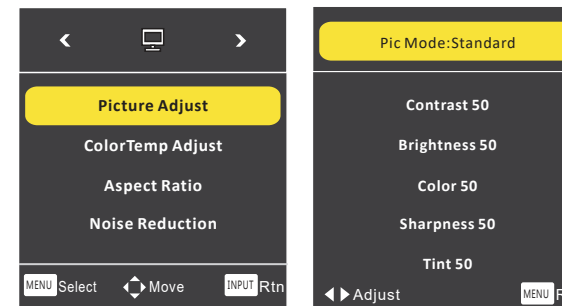 Picture Adjust
ColorTemp Adjust
Aspect Ratio
Noise Reduction
MENU Select Move INPUT Rtn
Pic Mode:Standard
Contrast 50
Brightness 50
Color 50
Sharpness 50
Tint 50
Adjust MENU